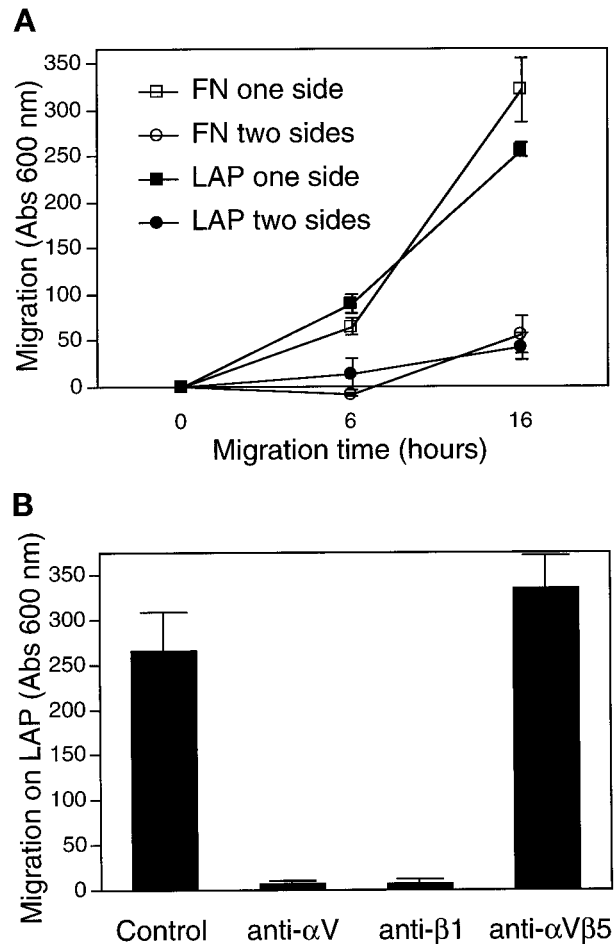 A
Migration (Abs 600 nm)
350
300
250
200
150
100
50
0
FN one side
FN two sides
LAP one side
LAP two sides
0 6 16
Migration time (hours)
B
Migration on LAP (Abs 600 nm)
350
300
250
200
150
100
50
0
Control anti-αV anti-β1 anti-αVβ5